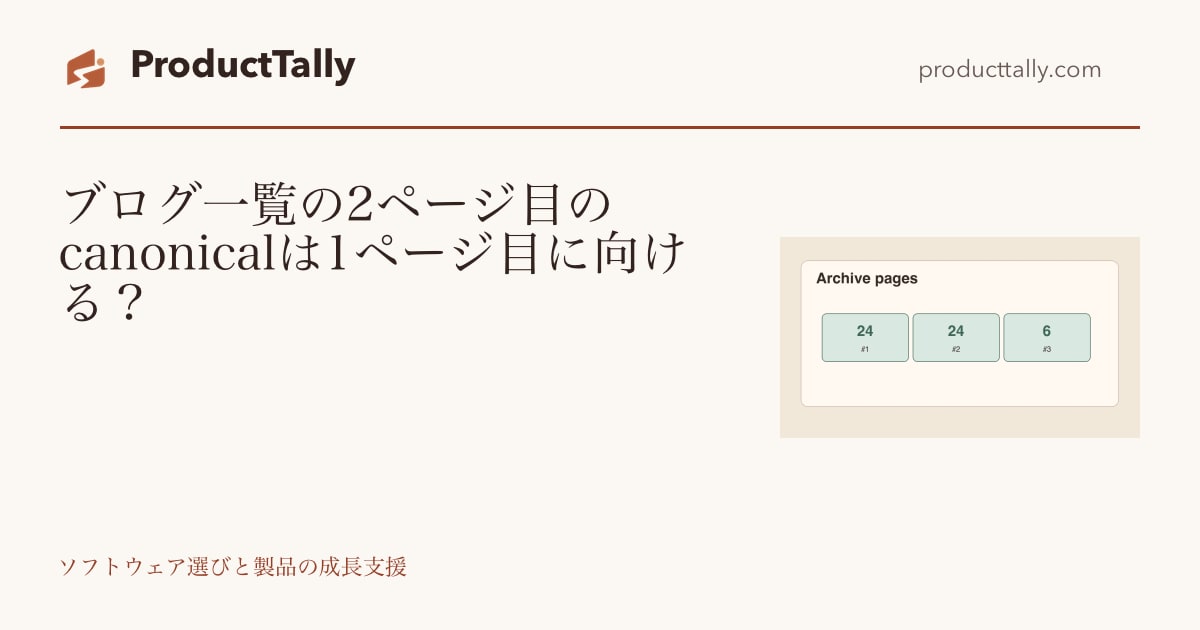 ProductTally
producttally.com
ブログ一覧の2ページ目の
canonicalは1ページ目に向け
る？
Archive pages
24
#1
24
#2
6
#3
ソフトウェア選びと製品の成長支援